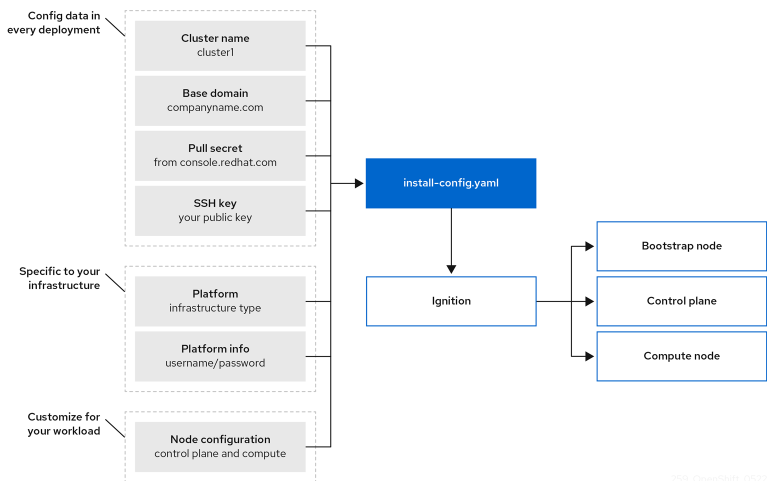 Config data in
every deployment
Cluster name
cluster1
Base domain
companyname.com
Pull secret
from console.redhat.com
SSH key
your public key
Specific to your
infrastructure
Platform
infrastructure type
Platform info
username/password
Customize for
your workload
Node configuration
control plane and compute
install-config.yaml
Ignition
Bootstrap node
Control plane
Compute node